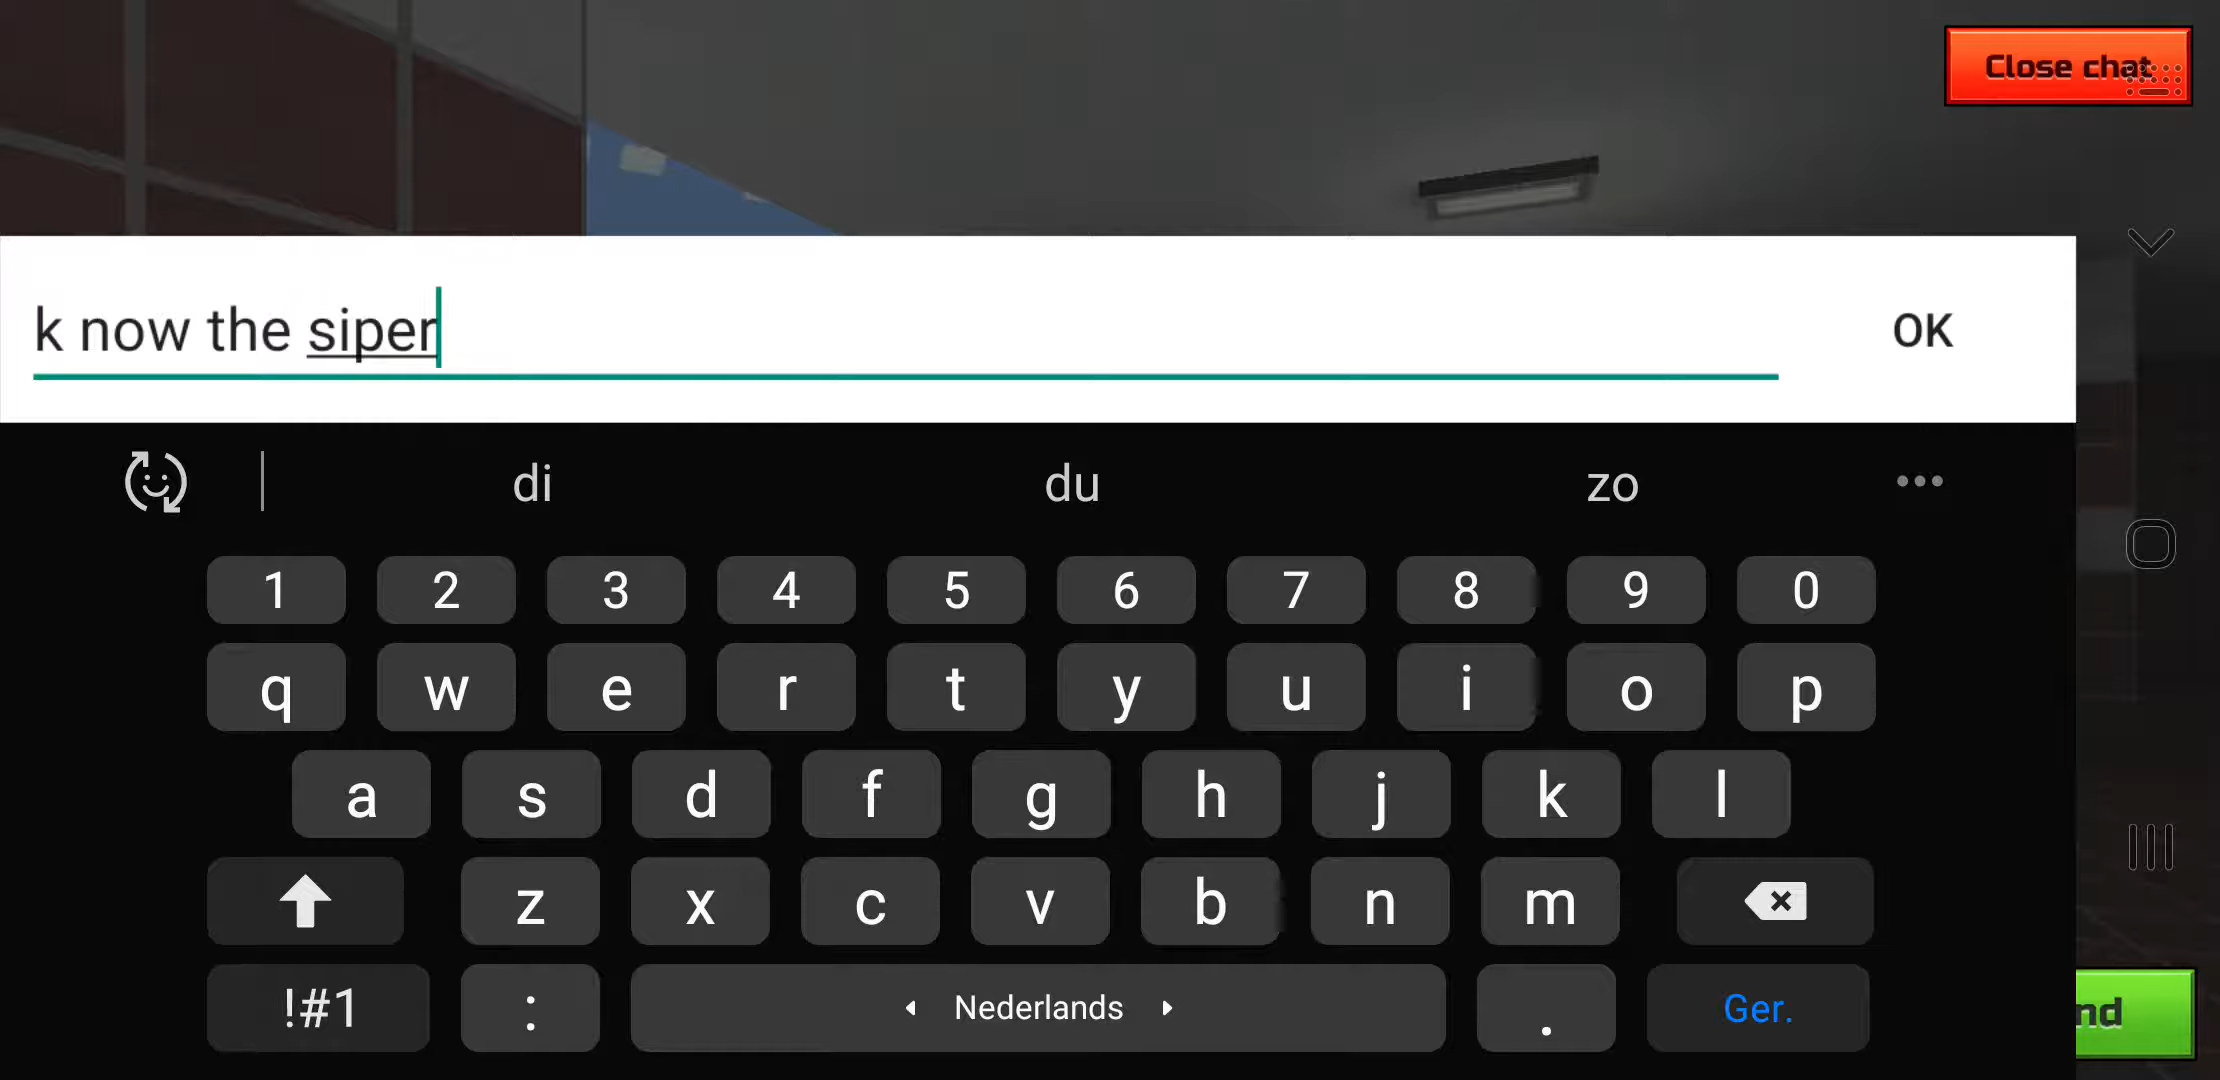 Close chat
k now the siper
OK
di du zo
1 2 3 4 5 6 7 8 9 0
q w e r t y u i o p
a s d f g h j k l
z x c v b n m
!#1 : Nederlands . Ger.
nd